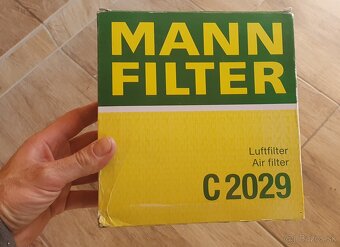 MANN
FILTER
Luftfilter
Air filter
C 2029